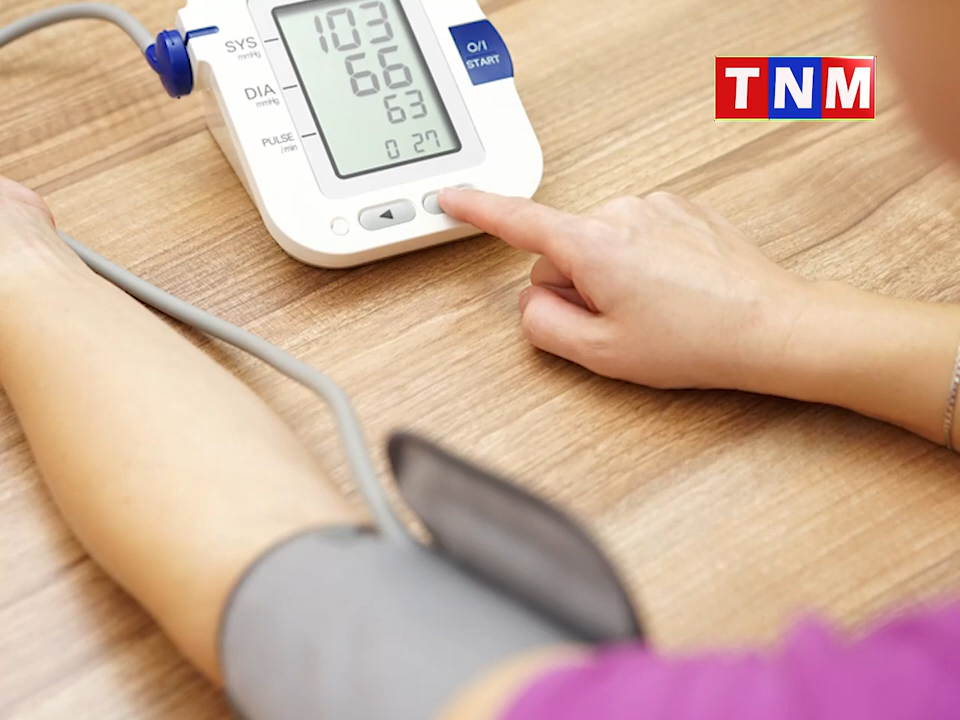 SYS
mmHg
103
66
DIA
mmHg
63
PULSE
/min
0 27
O/I
START
TNM